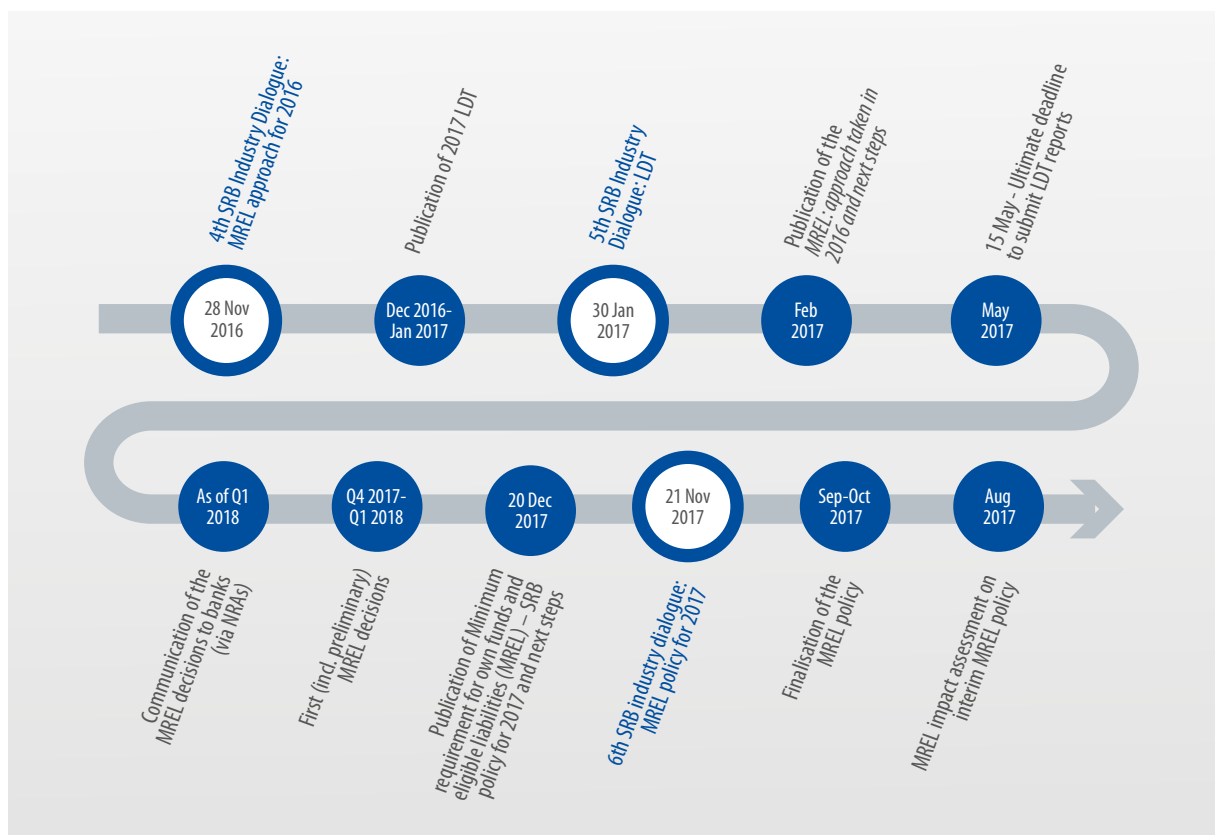 4th SRB Industry Dialogue:
MREL approach for 2016
28 Nov
2016
Publication of 2017 LDT
Dec 2016-
Jan 2017
5th SRB Industry
Dialogue: LDT
30 Jan
2017
Publication of the
MREL: approach taken in
2016 and next steps
Feb
2017
15 May - Ultimate deadline
to submit LDT reports
May
2017
As of Q1
2018
Communication of the
MREL decisions to banks
(via NRAs)
Q4 2017-
Q1 2018
First (incl. preliminary)
MREL decisions
20 Dec
2017
Publication of Minimum
requirement for own funds and
eligible liabilities (MREL) – SRB
policy for 2017 and next steps
21 Nov
2017
6th SRB industry dialogue:
MREL policy for 2017
Sep-Oct
2017
Finalisation of the
MREL policy
Aug
2017
MREL impact assessment on
interim MREL policy